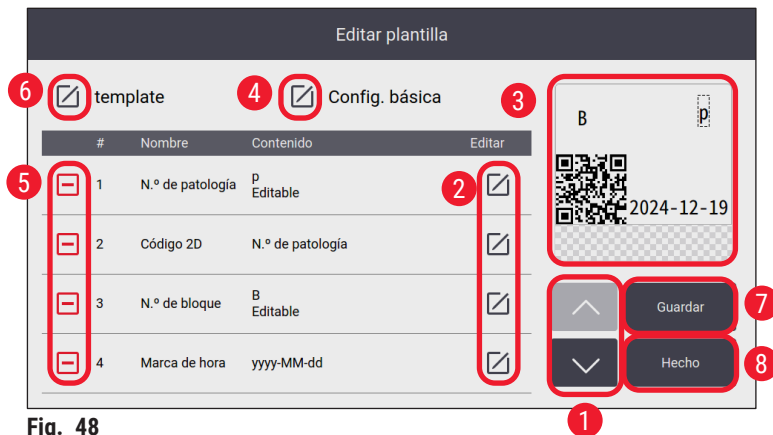 Editar plantilla
6 template 4 Config. básica 3
B p
# Nombre Contenido Editar
5 1 N.º de patología p
Editable 2
2 Código 2D N.º de patología
2024-12-19
3 N.º de bloque B
Editable
4 Marca de hora yyyy-MM-dd
Guardar 7
Hecho 8
1
Fig. 48